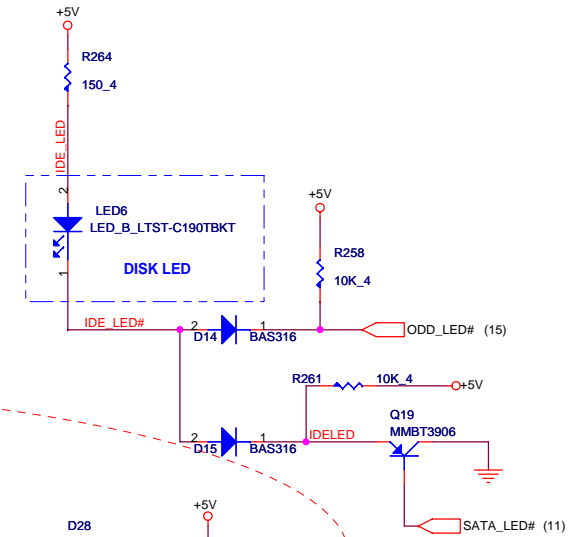 +5V
R264
150_4
IDE_LED
2
LED6
LED_B_LTST-C190TBKT
1
DISK LED
+5V
R258
10K_4
IDE_LED#
2
D14
1
BAS316
ODD_LED# (15)
R261
10K_4
+5V
Q19
MMBT3906
2
D15
1
BAS316
IDELED
SATA_LED# (11)
+5V
D28